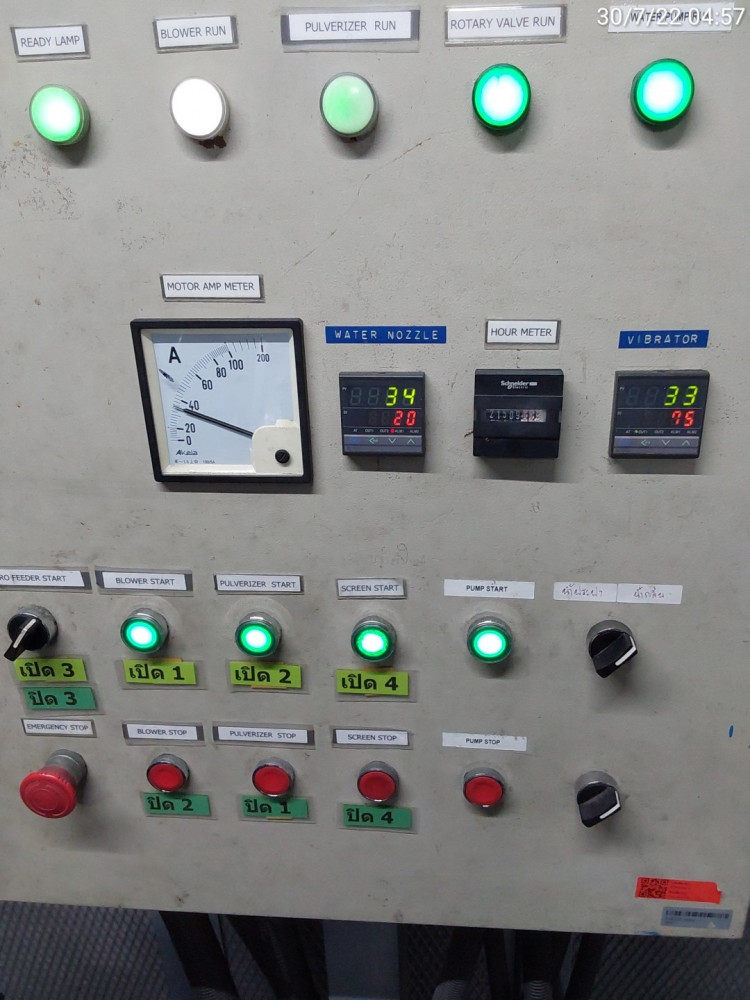 30/7/22 04:57
READY LAMP
BLOWER RUN
PULVERIZER RUN
ROTARY VALVE RUN
WATER PUMP
MOTOR AMP METER
WATER NOZZLE
HOUR METER
VIBRATOR
A
200
100
80
60
40
20
0
34
20
Schneider
Electric
33
75
RO FEEDER START
BLOWER START
PULVERIZER START
SCREEN START
PUMP START
เปิด 3
เปิด 1
เปิด 2
เปิด 4
ปิด 3
EMERGENCY STOP
BLOWER STOP
PULVERIZER STOP
SCREEN STOP
PUMP STOP
ปิด 2
ปิด 1
ปิด 4